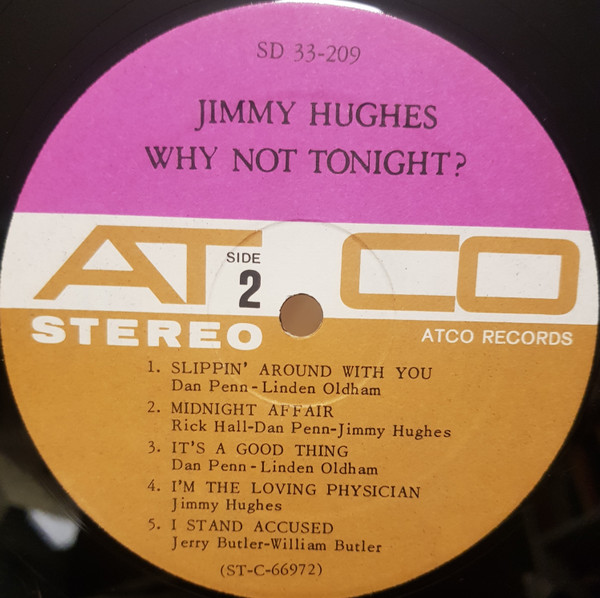 SD 33-209
JIMMY HUGHES
WHY NOT TONIGHT?
ATCO
SIDE
2
STEREO
ATCO RECORDS
1. SLIPPIN' AROUND WITH YOU
Dan Penn-Linden Oldham
2. MIDNIGHT AFFAIR
Rick Hall-Dan Penn-Jimmy Hughes
3. IT'S A GOOD THING
Dan Penn-Linden Oldham
4. I'M THE LOVING PHYSICIAN
Jimmy Hughes
5. I STAND ACCUSED
Jerry Butler-William Butler
(ST-C-66972)